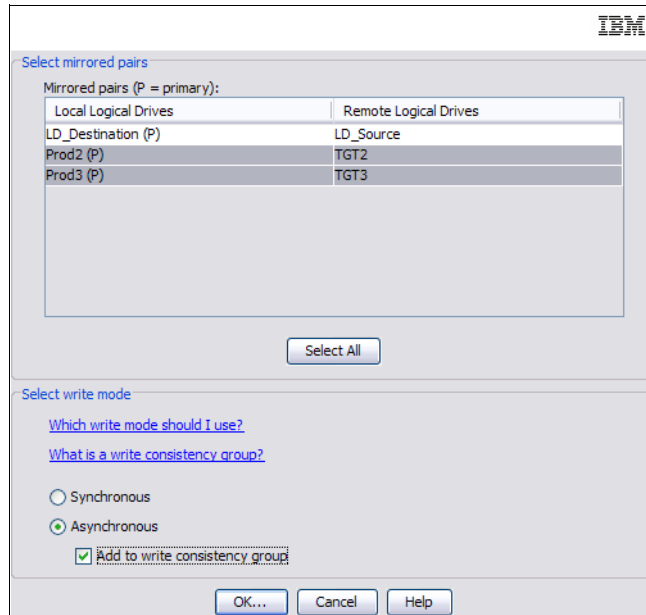 IBM
Select mirrored pairs
Mirrored pairs (P = primary):
Local Logical Drives Remote Logical Drives
LD_Destination (P) LD_Source
Prod2 (P) TGT2
Prod3 (P) TGT3
Select All
Select write mode
Which write mode should I use?
What is a write consistency group?
Synchronous
Asynchronous
Add to write consistency group
OK... Cancel Help